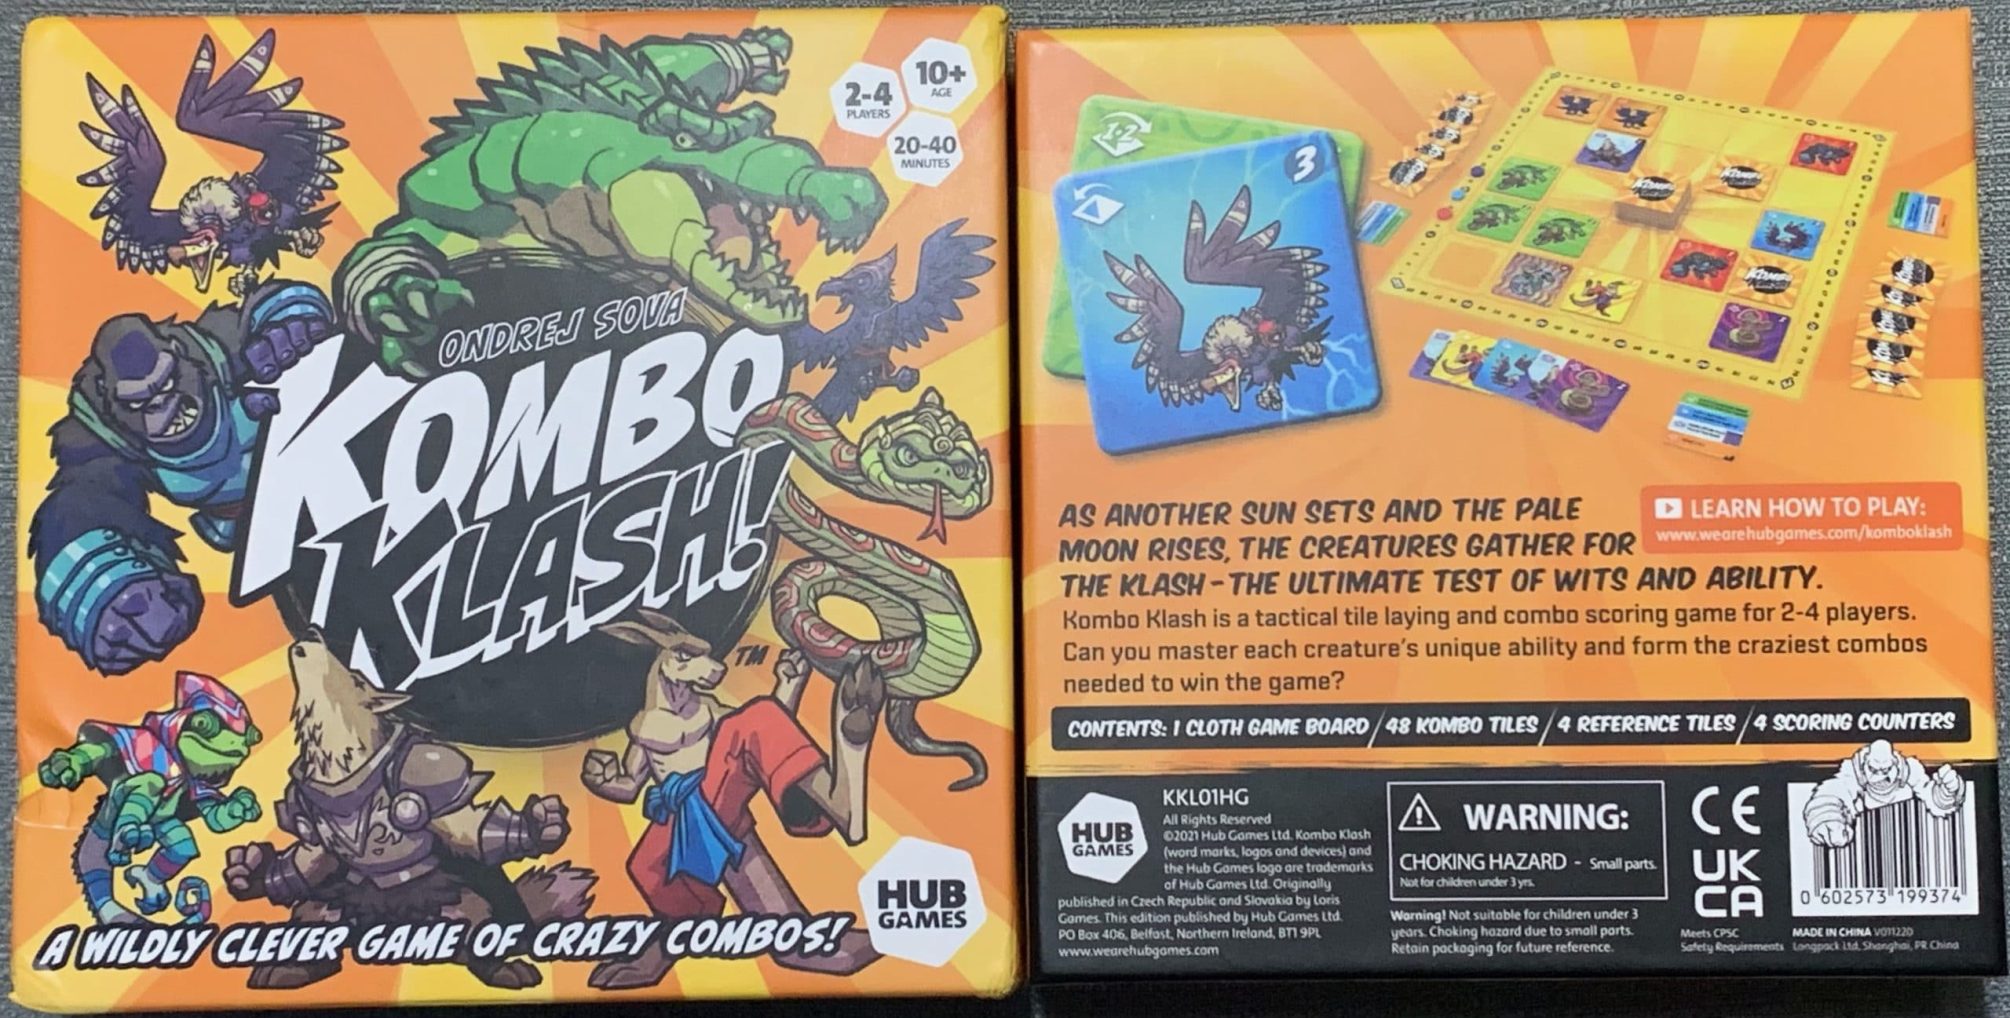 2-4
PLAYERS
10+
AGE
20-40
MINUTES
ONDREJ SOVA
KOMBO
KLASH!
TM
A WILDLY CLEVER GAME OF CRAZY COMBOS!
HUB
GAMES
1-2
3
AS ANOTHER SUN SETS AND THE PALE
MOON RISES, THE CREATURES GATHER FOR
THE KLASH - THE ULTIMATE TEST OF WITS AND ABILITY.
LEARN HOW TO PLAY:
www.wearehubgames.com/komboklash
Kombo Klash is a tactical tile laying and combo scoring game for 2-4 players.
Can you master each creature's unique ability and form the craziest combos
needed to win the game?
CONTENTS: 1 CLOTH GAME BOARD / 48 KOMBO TILES / 4 REFERENCE TILES / 4 SCORING COUNTERS
HUB
GAMES
KKL01HG
All Rights Reserved
©2021 Hub Games Ltd. Kombo Klash
(word marks, logos and devices) and
the Hub Games logo are trademarks
of Hub Games Ltd. Originally
published in Czech Republic and Slovakia by Loris
Games. This edition published by Hub Games Ltd.
PO Box 406, Belfast, Northern Ireland, BT1 9PL
www.wearehubgames.com
WARNING:
CHOKING HAZARD - Small parts.
Not for children under 3 yrs.
Warning! Not suitable for children under 3
years. Choking hazard due to small parts.
Retain packaging for future reference.
CE
UK
CA
Meets CPSC
Safety Requirements
0 602573 199374
MADE IN CHINA V011220
Longpack Ltd, Shanghai, PR China